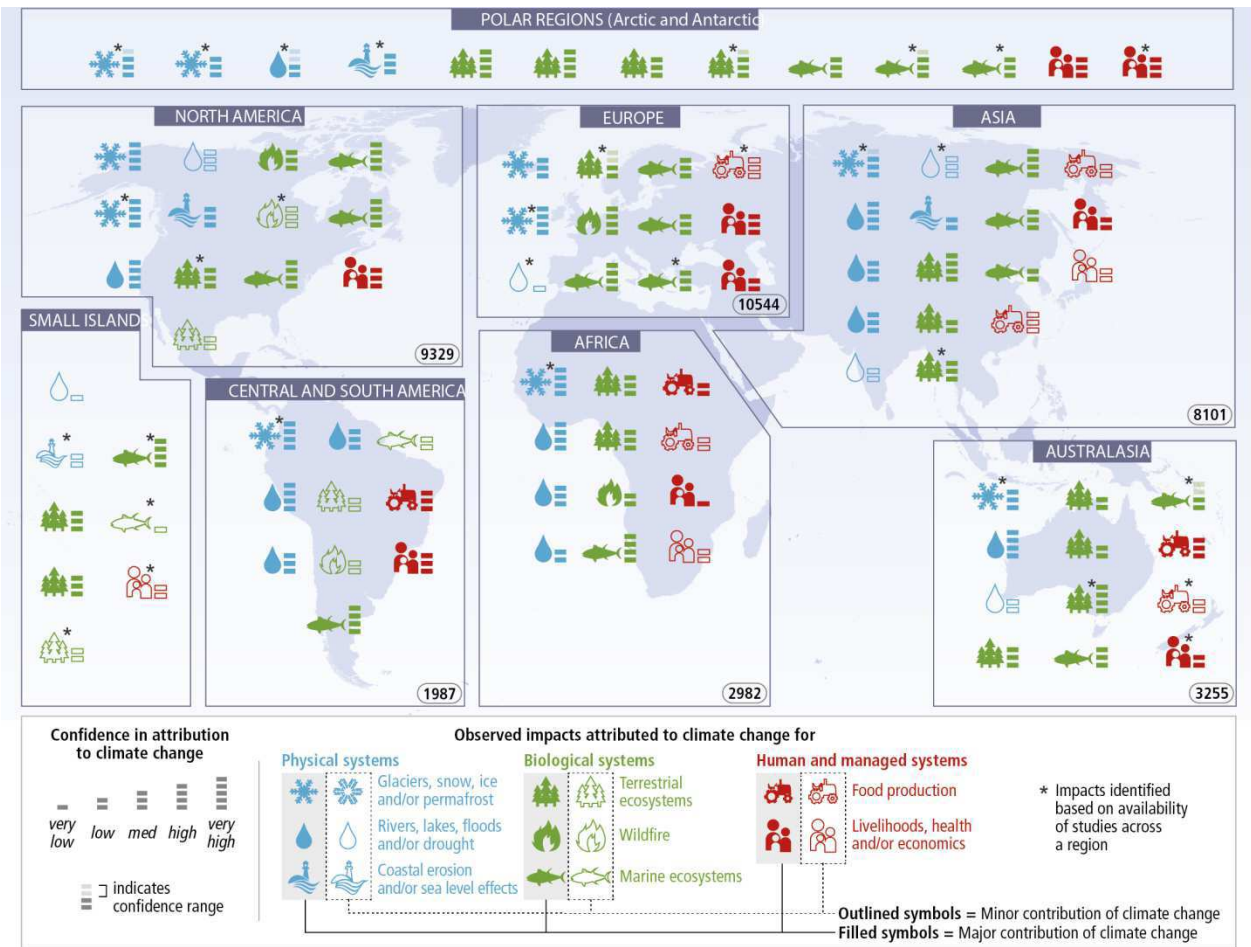 POLAR REGIONS (Arctic and Antarctic)
NORTH AMERICA
EUROPE
ASIA
10544
SMALL ISLANDS
9329
AFRICA
CENTRAL AND SOUTH AMERICA
8101
AUSTRALASIA
1987
2982
3255
Confidence in attribution
to climate change
very
low
low
med
high
very
high
indicates
confidence range
Observed impacts attributed to climate change for
Physical systems
Glaciers, snow, ice
and/or permafrost
Rivers, lakes, floods
and/or drought
Coastal erosion
and/or sea level effects
Biological systems
Terrestrial
ecosystems
Wildfire
Marine ecosystems
Human and managed systems
Food production
Livelihoods, health
and/or economics
* Impacts identified
based on availability
of studies across
a region
Outlined symbols = Minor contribution of climate change
Filled symbols = Major contribution of climate change